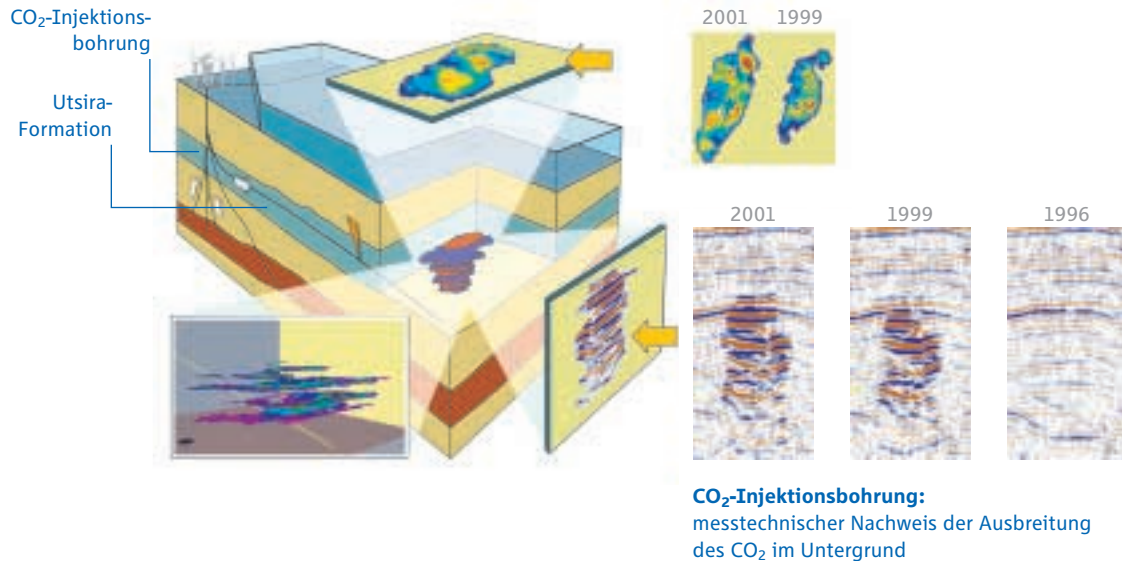 CO₂-Injektions-
bohrung
Utsira-
Formation
2001 1999
2001 1999 1996
CO₂-Injektionsbohrung:
messtechnischer Nachweis der Ausbreitung
des CO₂ im Untergrund